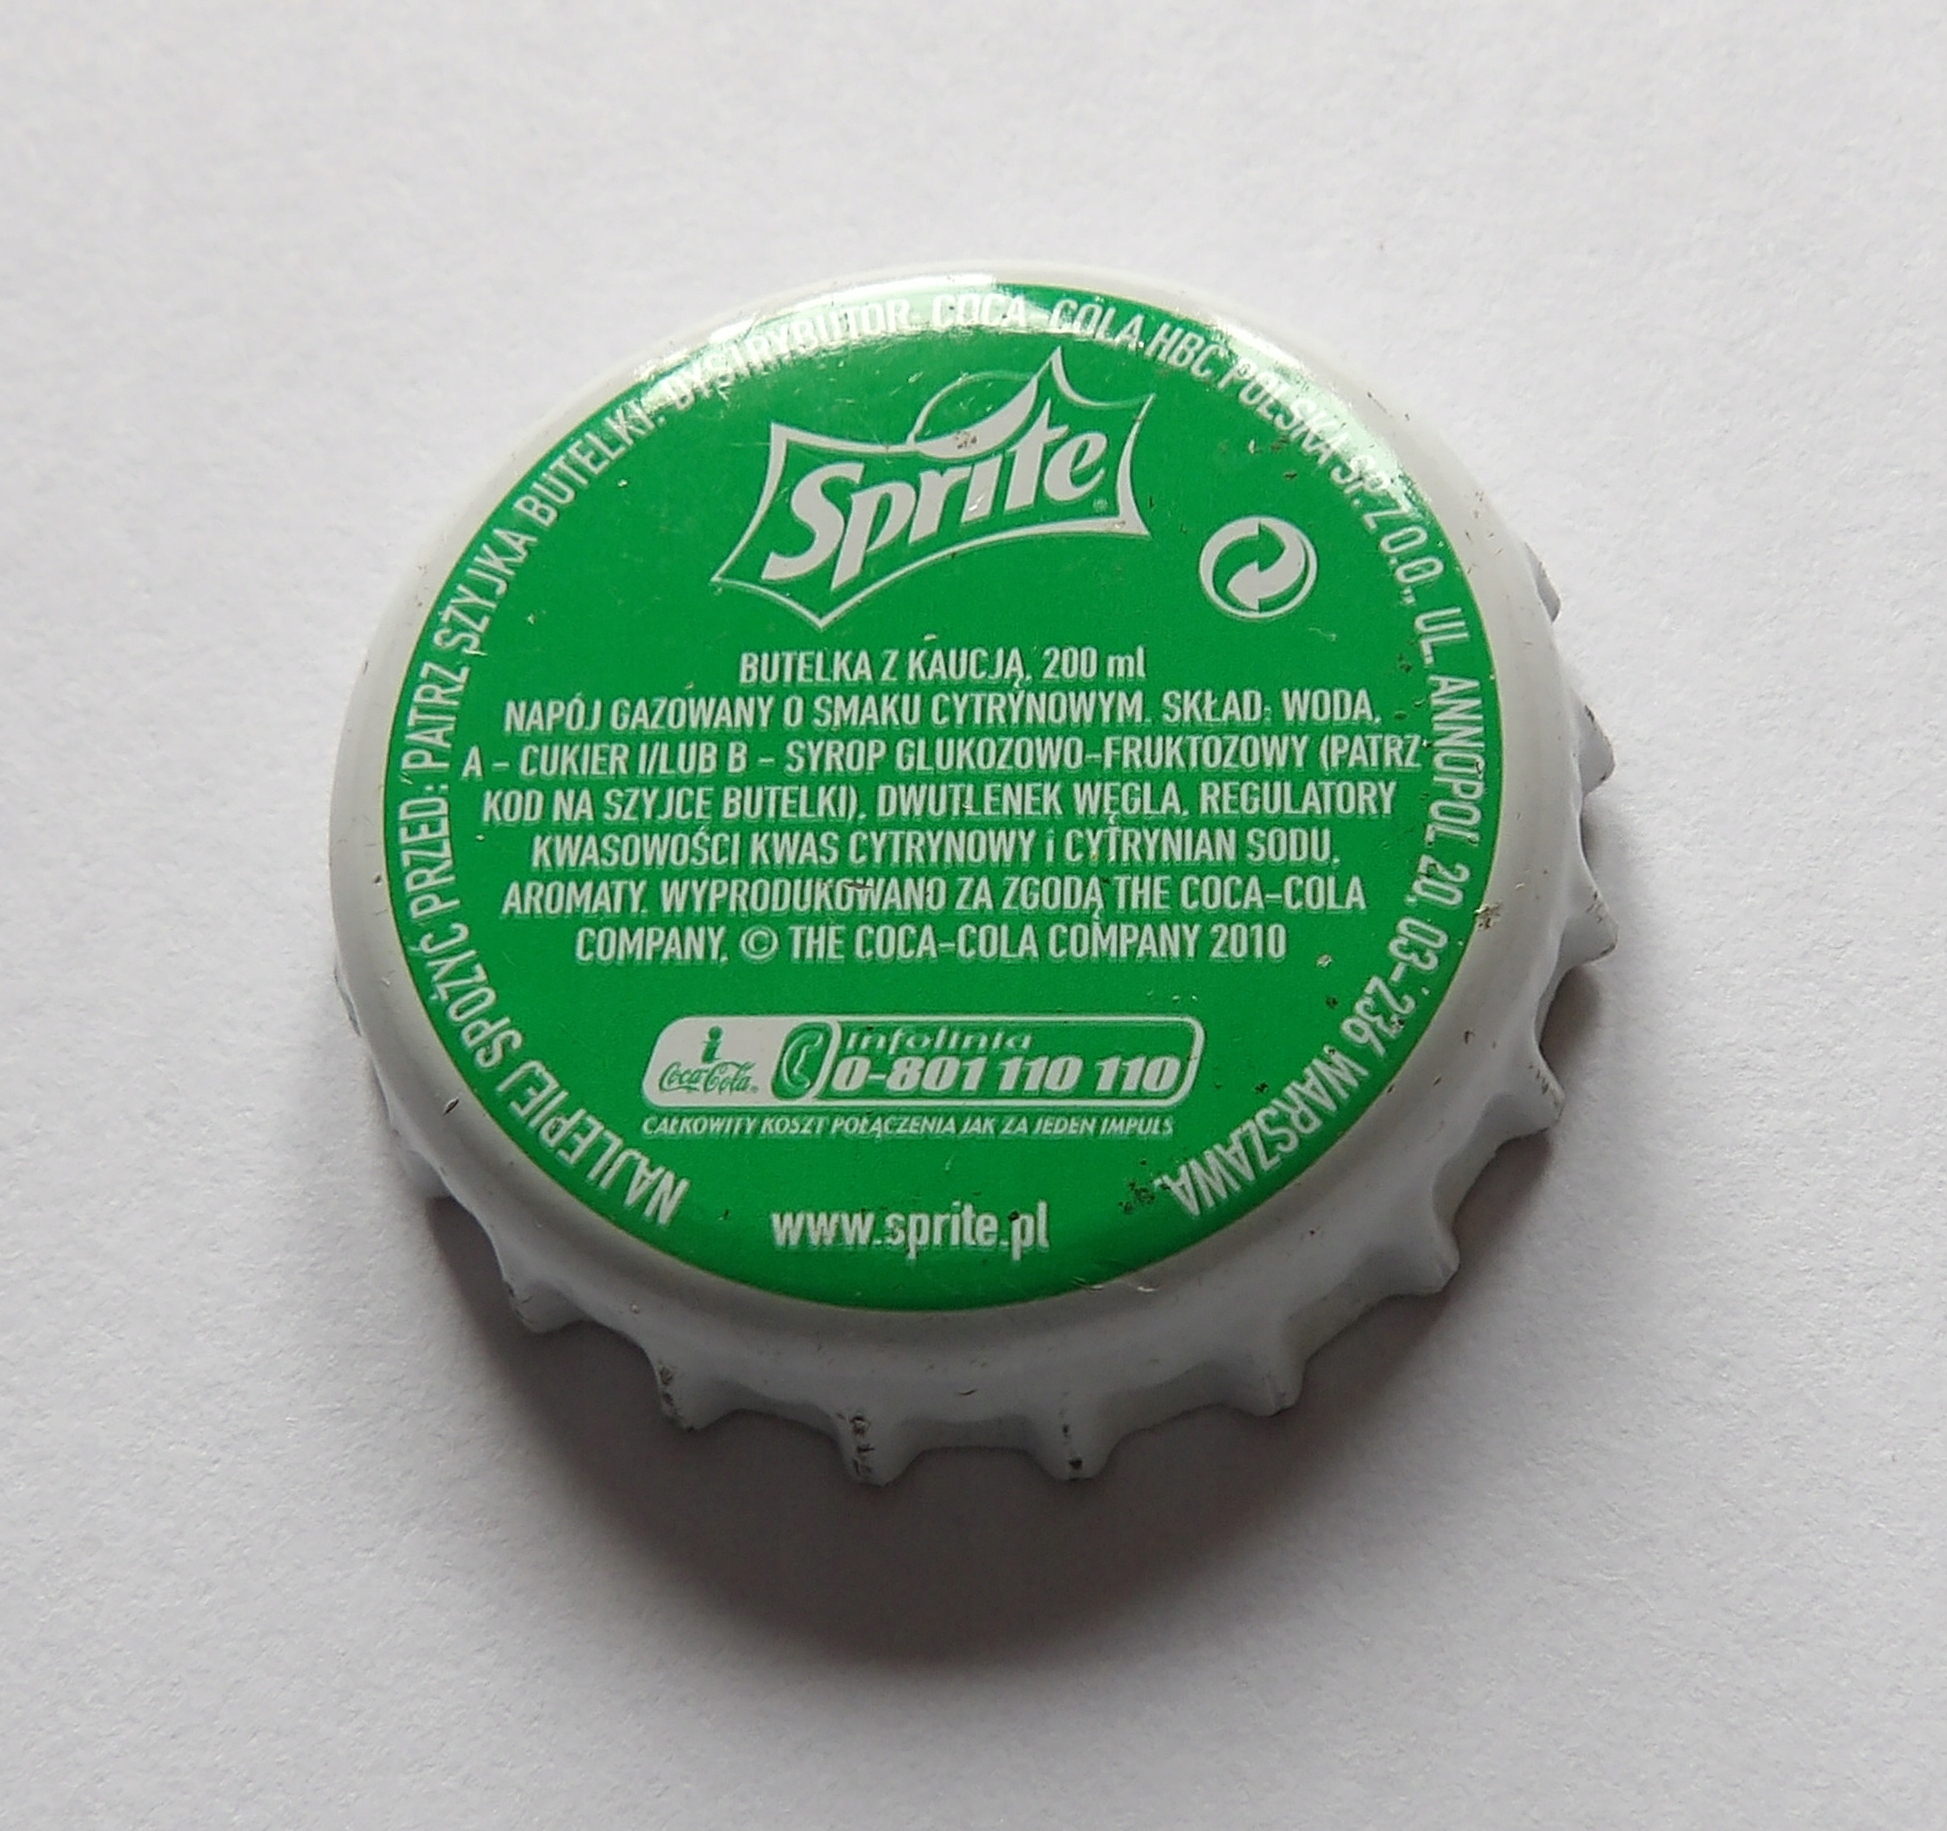 Sprite
BUTELKA Z KAUCJĄ, 200 ml
NAPÓJ GAZOWANY O SMAKU CYTRYNOWYM. SKŁAD: WODA,
A – CUKIER I/LUB B – SYROP GLUKOZOWO-FRUKTOZOWY (PATRZ
KOD NA SZYJCE BUTELKI), DWUTLENEK WĘGLA, REGULATORY
KWASOWOŚCI KWAS CYTRYNOWY i CYTRYNIAN SODU,
AROMATY. WYPRODUKOWANO ZA ZGODĄ THE COCA-COLA
COMPANY. © THE COCA-COLA COMPANY 2010
i
Coca-Cola
infolinia
0-801 110 110
CAŁKOWITY KOSZT POŁĄCZENIA JAK ZA JEDEN IMPULS
www.sprite.pl
NAJLEPIEJ SPOŻYĆ PRZED: PATRZ SZYJKA BUTELKI. DYSTRYBUTOR: COCA-COLA HBC POLSKA SP. Z O.O., UL. ANNOPOL 20, 03-236 WARSZAWA.